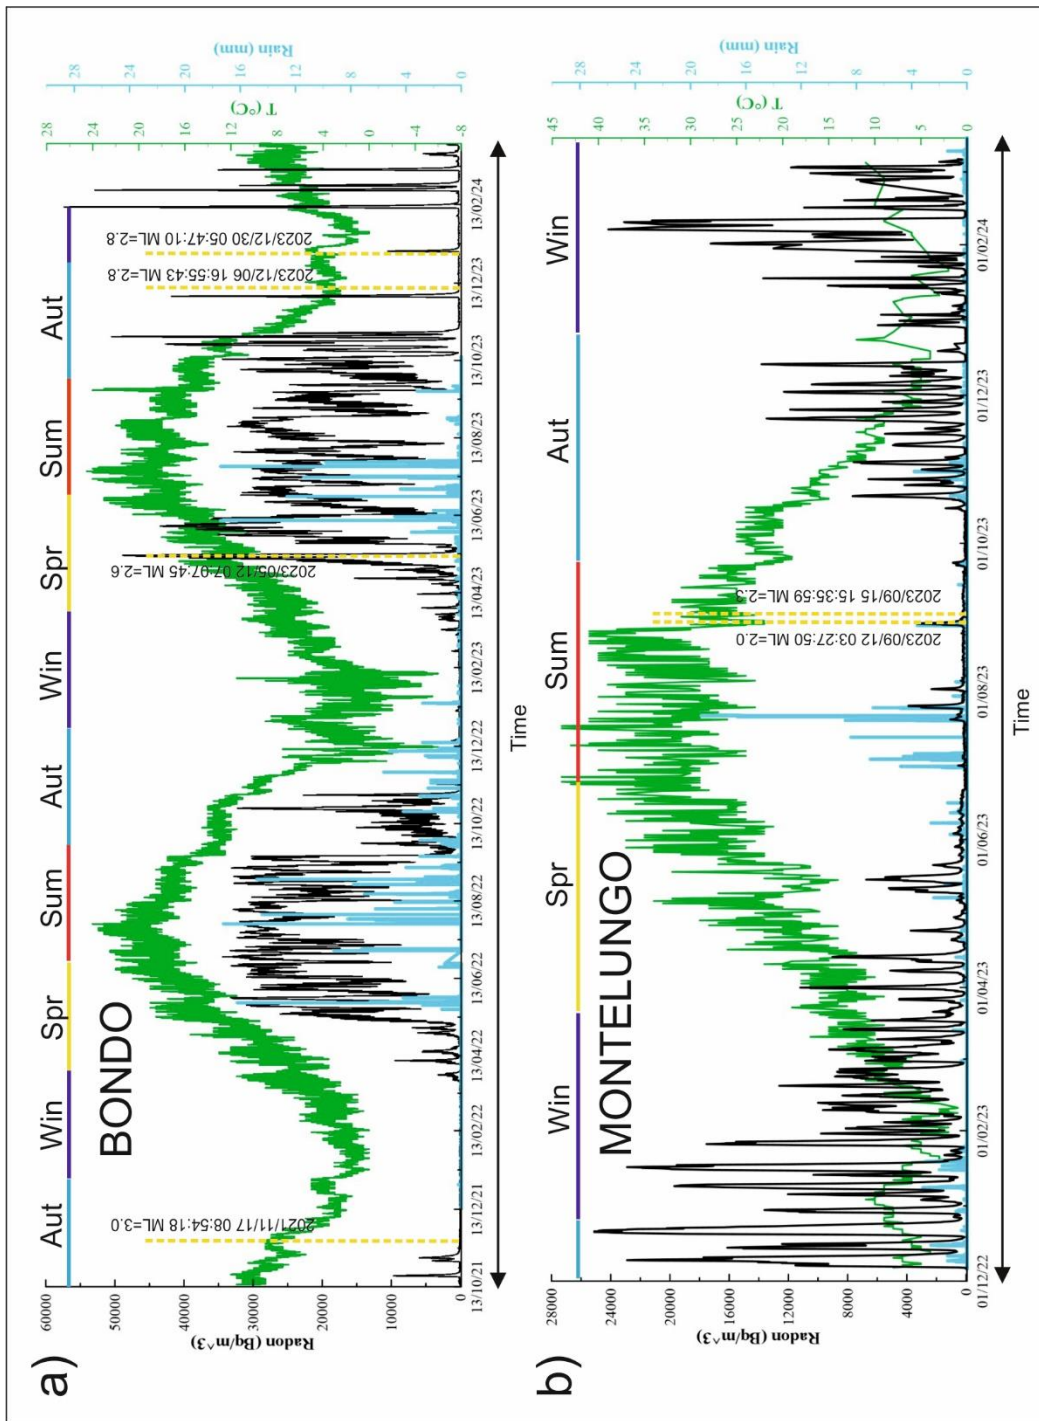 a)
BONDO
Aut
Win
Spr
Sum
Aut
Win
Spr
Sum
Aut
Radon (Bq/m^3)
600000
500000
400000
300000
200000
100000
0
T (°C)
28
24
20
16
12
8
4
0
-4
-8
Rain (mm)
28
24
20
16
12
8
4
0
2021/11/17 08:54:18 ML=3.0
2023/05/12 07:07:45 ML=2.6
2023/12/06 16:55:43 ML=2.8
2023/12/30 05:47:10 ML=2.8
13/10/21
13/12/21
13/02/22
13/04/22
13/06/22
13/08/22
13/10/22
13/12/22
13/02/23
13/04/23
13/06/23
13/08/23
13/10/23
13/12/23
13/02/24
Time
b)
MONTELUNGO
Win
Spr
Sum
Aut
Win
Radon (Bq/m^3)
28000
24000
20000
16000
12000
8000
4000
0
T (°C)
45
42
35
30
25
20
15
10
5
0
Rain (mm)
28
24
20
16
12
8
4
0
2023/09/12 03:27:50 ML=2.0
2023/09/15 15:35:59 ML=2.3
01/12/22
01/02/23
01/04/23
01/06/23
01/08/23
01/10/23
01/12/23
01/02/24
Time